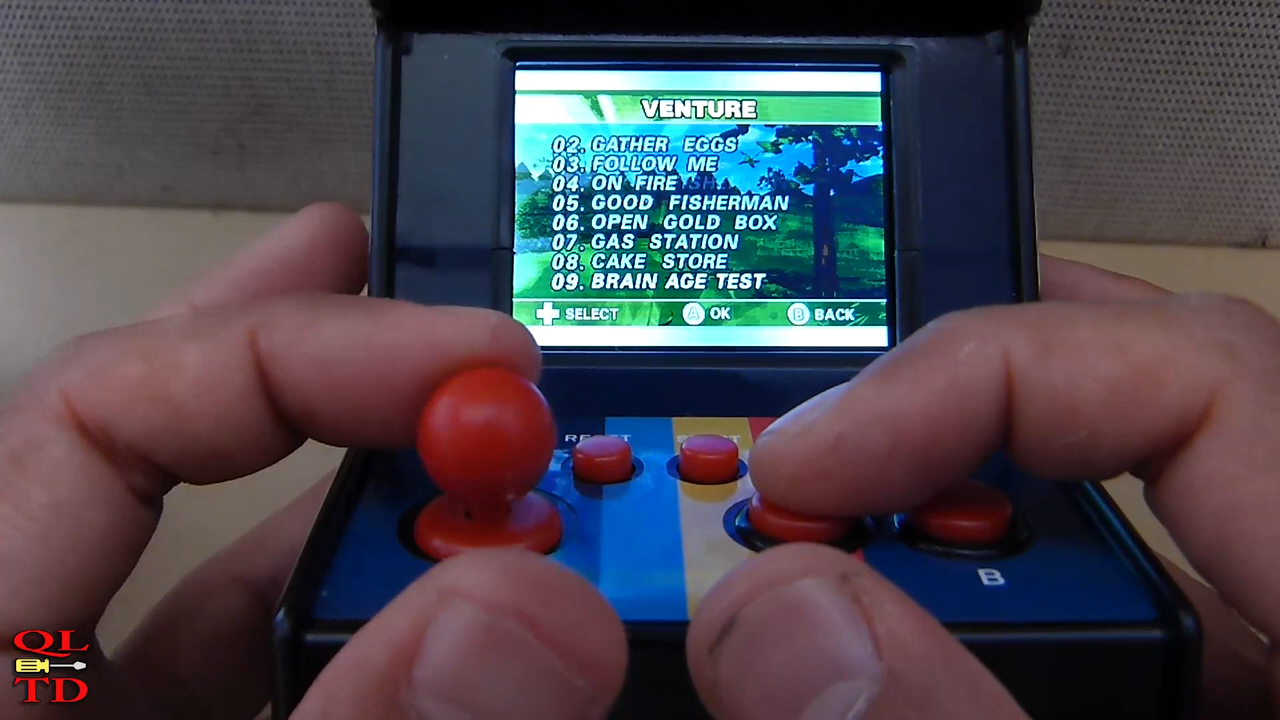 VENTURE
02. GATHER EGGS
03. FOLLOW ME
04. ON FIRE
05. GOOD FISHERMAN
06. OPEN GOLD BOX
07. GAS STATION
08. CAKE STORE
09. BRAIN AGE TEST
SELECT A OK B BACK
B
QL
TD